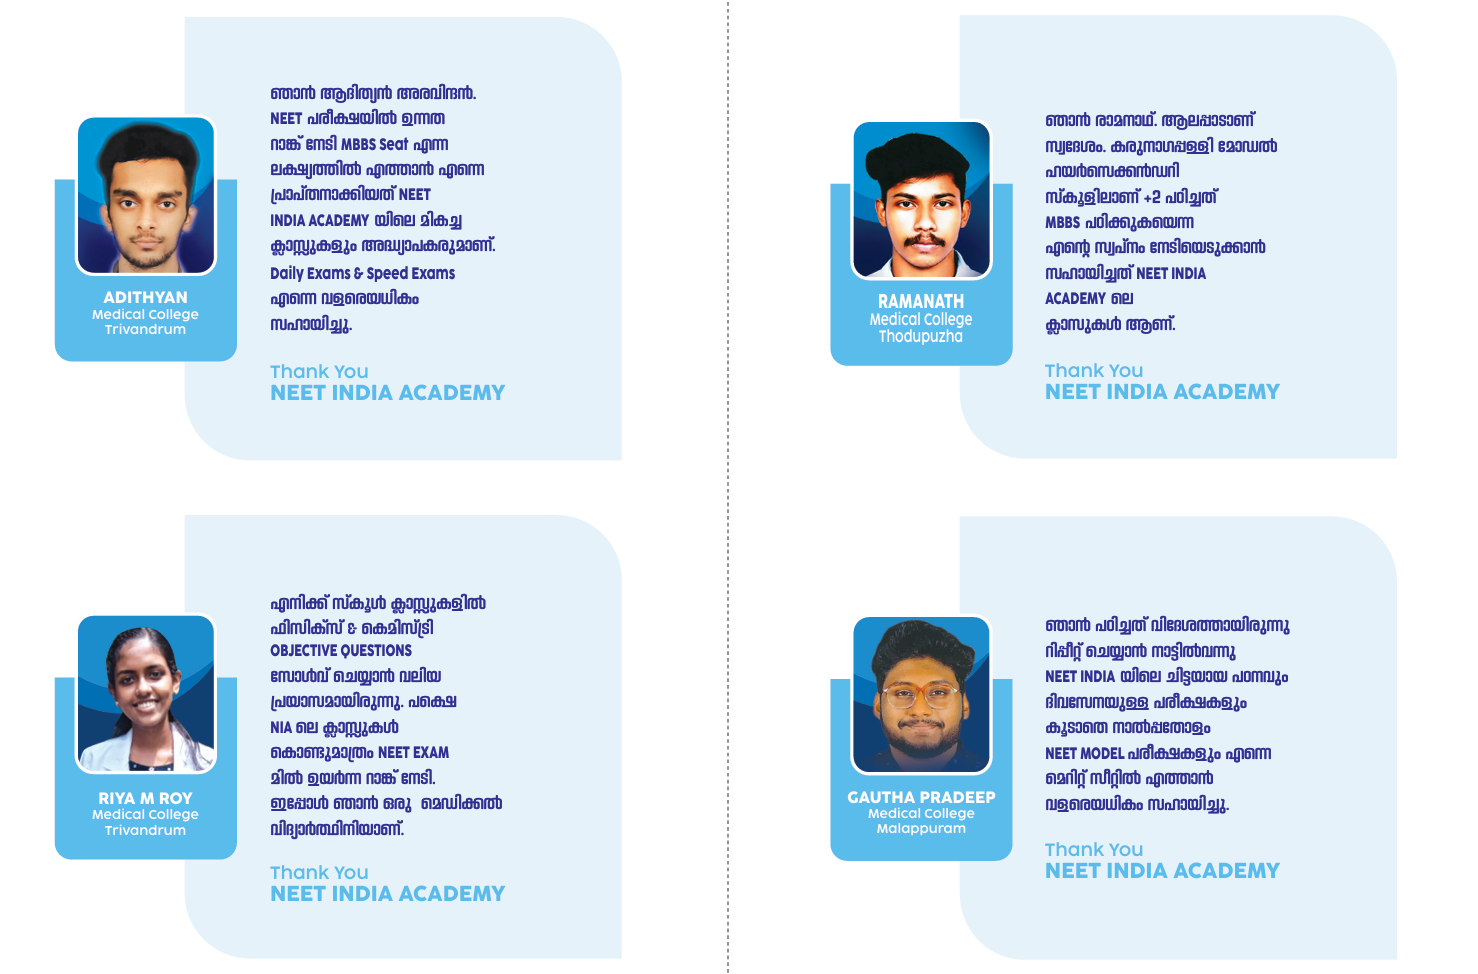 ഞാൻ ആദിത്യൻ അരവിന്ദൻ.
NEET പരീക്ഷയിൽ ഉന്നത
റാങ്ക് നേടി MBBS Seat എന്ന
ലക്ഷ്യത്തിൽ എത്താൻ എന്നെ
പ്രാപ്തനാക്കിയത് NEET
INDIA ACADEMY യിലെ മികച്ച
ക്ലാസ്സുകളും അദ്ധ്യാപകരുമാണ്.
Daily Exams & Speed Exams
എന്നെ വളരെയധികം
സഹായിച്ചു.
Thank You
NEET INDIA ACADEMY
ADITHYAN
Medical College
Trivandrum
എനിക്ക് സ്കൂൾ ക്ലാസ്സുകളിൽ
ഫിസിക്സ് & കെമിസ്ട്രി
OBJECTIVE QUESTIONS
സോൾവ് ചെയ്യാൻ വലിയ
പ്രയാസമായിരുന്നു. പക്ഷെ
NIA ലെ ക്ലാസ്സുകൾ
കൊണ്ടുമാത്രം NEET EXAM
മിൽ ഉയർന്ന റാങ്ക് നേടി.
ഇപ്പോൾ ഞാൻ ഒരു മെഡിക്കൽ
വിദ്യാർത്ഥിനിയാണ്.
Thank You
NEET INDIA ACADEMY
RIYA M ROY
Medical College
Trivandrum
ഞാൻ രാമനാഥ്. ആലപ്പാടാണ്
സ്വദേശം. കരുനാഗപ്പള്ളി മോഡൽ
ഹയർസെക്കൻഡറി
സ്കൂളിലാണ് +2 പഠിച്ചത്
MBBS പഠിക്കുകയെന്ന
എന്റെ സ്വപ്നം നേടിയെടുക്കാൻ
സഹായിച്ചത് NEET INDIA
ACADEMY ലെ
ക്ലാസുകൾ ആണ്.
Thank You
NEET INDIA ACADEMY
RAMANATH
Medical College
Thodupuzha
ഞാൻ പഠിച്ചത് വിദേശത്തായിരുന്നു
റിപ്പീറ്റ് ചെയ്യാൻ നാട്ടിൽവന്നു
NEET INDIA യിലെ ചിട്ടയായ പഠനവും
ദിവസേനയുള്ള പരീക്ഷകളും
കൂടാതെ നാൽപ്പതോളം
NEET MODEL പരീക്ഷകളും എന്നെ
മെറിറ്റ് സീറ്റിൽ എത്താൻ
വളരെയധികം സഹായിച്ചു.
Thank You
NEET INDIA ACADEMY
GAUTHA PRADEEP
Medical College
Malappuram